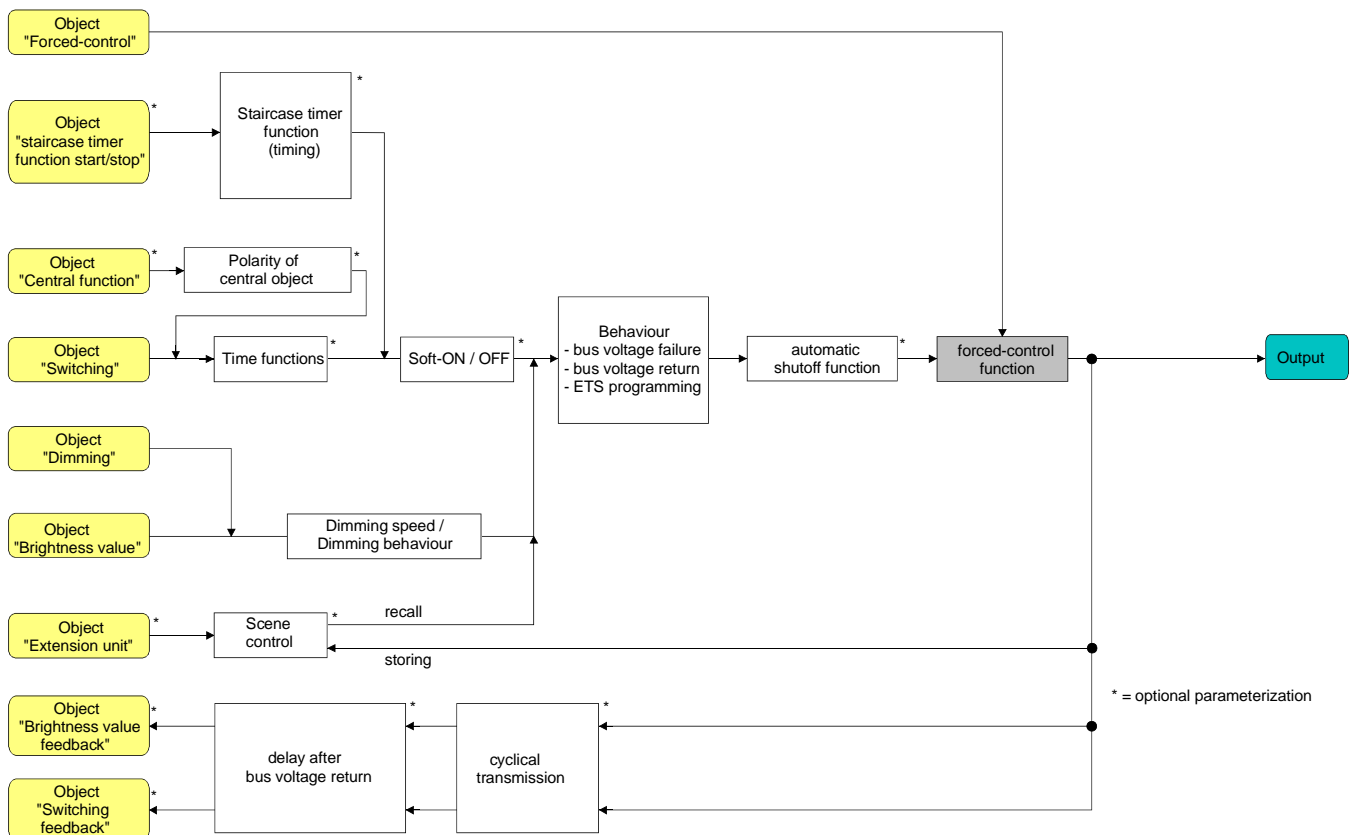 Object
"Forced-control"
*
*
Object
"staircase timer
function start/stop"
Staircase timer
function
(timing)
*
*
Object
"Central function"
Polarity of
central object
Object
"Switching"
Time functions
*
Soft-ON / OFF
*
Behaviour
- bus voltage failure
- bus voltage return
- ETS programming
automatic
shutoff function
*
forced-control
function
Output
Object
"Dimming"
Object
"Brightness value"
Dimming speed /
Dimming behaviour
*
*
Object
"Extension unit"
Scene
control
recall
storing
* = optional parameterization
*
*
*
Object
"Brightness value
feedback"
delay after
bus voltage return
cyclical
transmission
*
Object
"Switching
feedback"